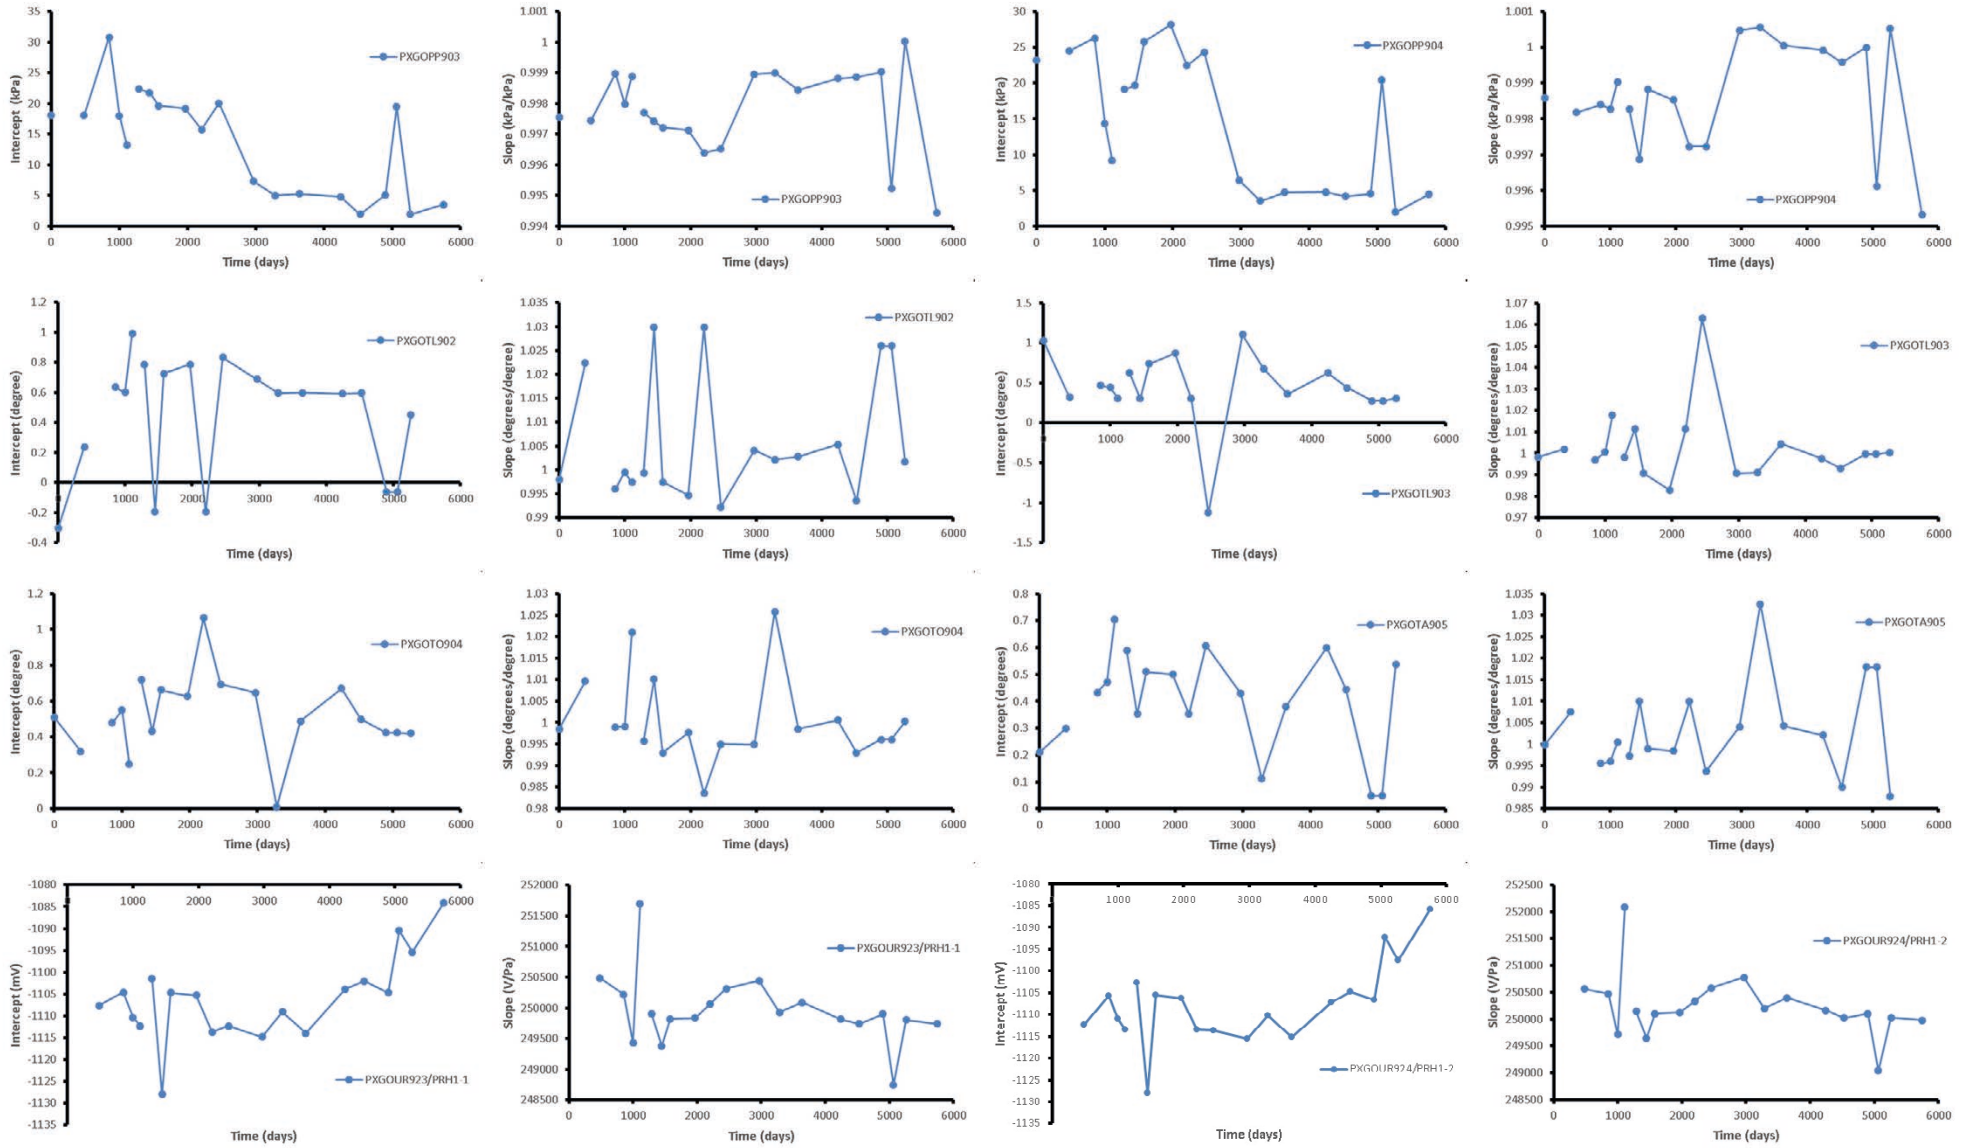 35
30
25
20
15
10
5
0
0 1000 2000 3000 4000 5000 6000
Intercept (kPa)
Time (days)
PXGOPP903
1.001
1
0.999
0.998
0.997
0.996
0.995
0.994
0 1000 2000 3000 4000 5000 6000
Slope (kPa/kPa)
Time (days)
PXGOPP903
30
25
20
15
10
5
0
0 1000 2000 3000 4000 5000 6000
Intercept (kPa)
Time (days)
PXGOPP904
1.001
1
0.999
0.998
0.997
0.996
0.995
0 1000 2000 3000 4000 5000 6000
Slope (kPa/kPa)
Time (days)
PXGOPP904
1.2
1
0.8
0.6
0.4
0.2
0
-0.2
-0.4
0 1000 2000 3000 4000 5000 6000
Intercept (degree)
Time (days)
PXGOTL902
1.035
1.03
1.025
1.02
1.015
1.01
1.005
1
0.995
0.99
0 1000 2000 3000 4000 5000 6000
Slope (degrees/degree)
Time (days)
PXGOTL902
1.5
1
0.5
0
-0.5
-1
-1.5
0 1000 2000 3000 4000 5000 6000
Intercept (degree)
Time (days)
PXGOTL903
1.07
1.06
1.05
1.04
1.03
1.02
1.01
1
0.99
0.98
0.97
0 1000 2000 3000 4000 5000 6000
Slope (degrees/degree)
Time (days)
PXGOTL903
1.2
1
0.8
0.6
0.4
0.2
0
0 1000 2000 3000 4000 5000 6000
Intercept (degree)
Time (days)
PXGOTO904
1.03
1.025
1.02
1.015
1.01
1.005
1
0.995
0.99
0.985
0.98
0 1000 2000 3000 4000 5000 6000
Slope (degrees/degree)
Time (days)
PXGOTO904
0.8
0.7
0.6
0.5
0.4
0.3
0.2
0.1
0
0 1000 2000 3000 4000 5000 6000
Intercept (degrees)
Time (days)
PXGOTA905
1.035
1.03
1.025
1.02
1.015
1.01
1.005
1
0.995
0.99
0.985
0 1000 2000 3000 4000 5000 6000
Slope (degrees/degree)
Time (days)
PXGOTA905
-1080
-1085
-1090
-1095
-1100
-1105
-1110
-1115
-1120
-1125
-1130
-1135
1000 2000 3000 4000 5000 6000
Intercept (mV)
Time (days)
PXGOUR923/PRH1-1
252000
251500
251000
250500
250000
249500
249000
248500
0 1000 2000 3000 4000 5000 6000
Slope (V/Pa)
Time (days)
PXGOUR923/PRH1-1
-1080
-1085
-1090
-1095
-1100
-1105
-1110
-1115
-1120
-1125
-1130
-1135
1000 2000 3000 4000 5000 6000
Intercept (mV)
Time (days)
PXGOUR924/PRH1-2
252500
252000
251500
251000
250500
250000
249500
249000
248500
0 1000 2000 3000 4000 5000 6000
Slope (V/Pa)
Time (days)
PXGOUR924/PRH1-2